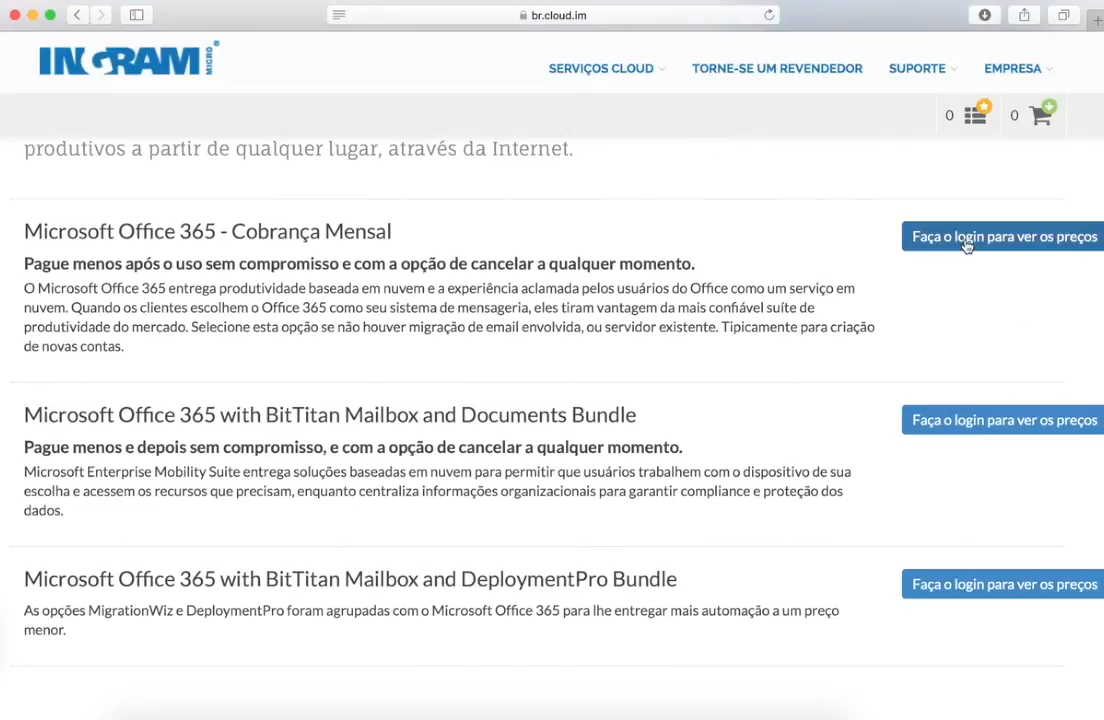 br.cloud.im
INGRAM MICRO®
SERVIÇOS CLOUD
TORNE-SE UM REVENDEDOR
SUPORTE
EMPRESA
0
0
produtivos a partir de qualquer lugar, através da Internet.
Microsoft Office 365 - Cobrança Mensal
Faça o login para ver os preços
Pague menos após o uso sem compromisso e com a opção de cancelar a qualquer momento.
O Microsoft Office 365 entrega produtividade baseada em nuvem e a experiência aclamada pelos usuários do Office como um serviço em
nuvem. Quando os clientes escolhem o Office 365 como seu sistema de mensageria, eles tiram vantagem da mais confiável suíte de
produtividade do mercado. Selecione esta opção se não houver migração de email envolvida, ou servidor existente. Tipicamente para criação
de novas contas.
Microsoft Office 365 with BitTitan Mailbox and Documents Bundle
Faça o login para ver os preços
Pague menos e depois sem compromisso, e com a opção de cancelar a qualquer momento.
Microsoft Enterprise Mobility Suite entrega soluções baseadas em nuvem para permitir que usuários trabalhem com o dispositivo de sua
escolha e acessem os recursos que precisam, enquanto centraliza informações organizacionais para garantir compliance e proteção dos
dados.
Microsoft Office 365 with BitTitan Mailbox and DeploymentPro Bundle
Faça o login para ver os preços
As opções MigrationWiz e DeploymentPro foram agrupadas com o Microsoft Office 365 para lhe entregar mais automação a um preço
menor.